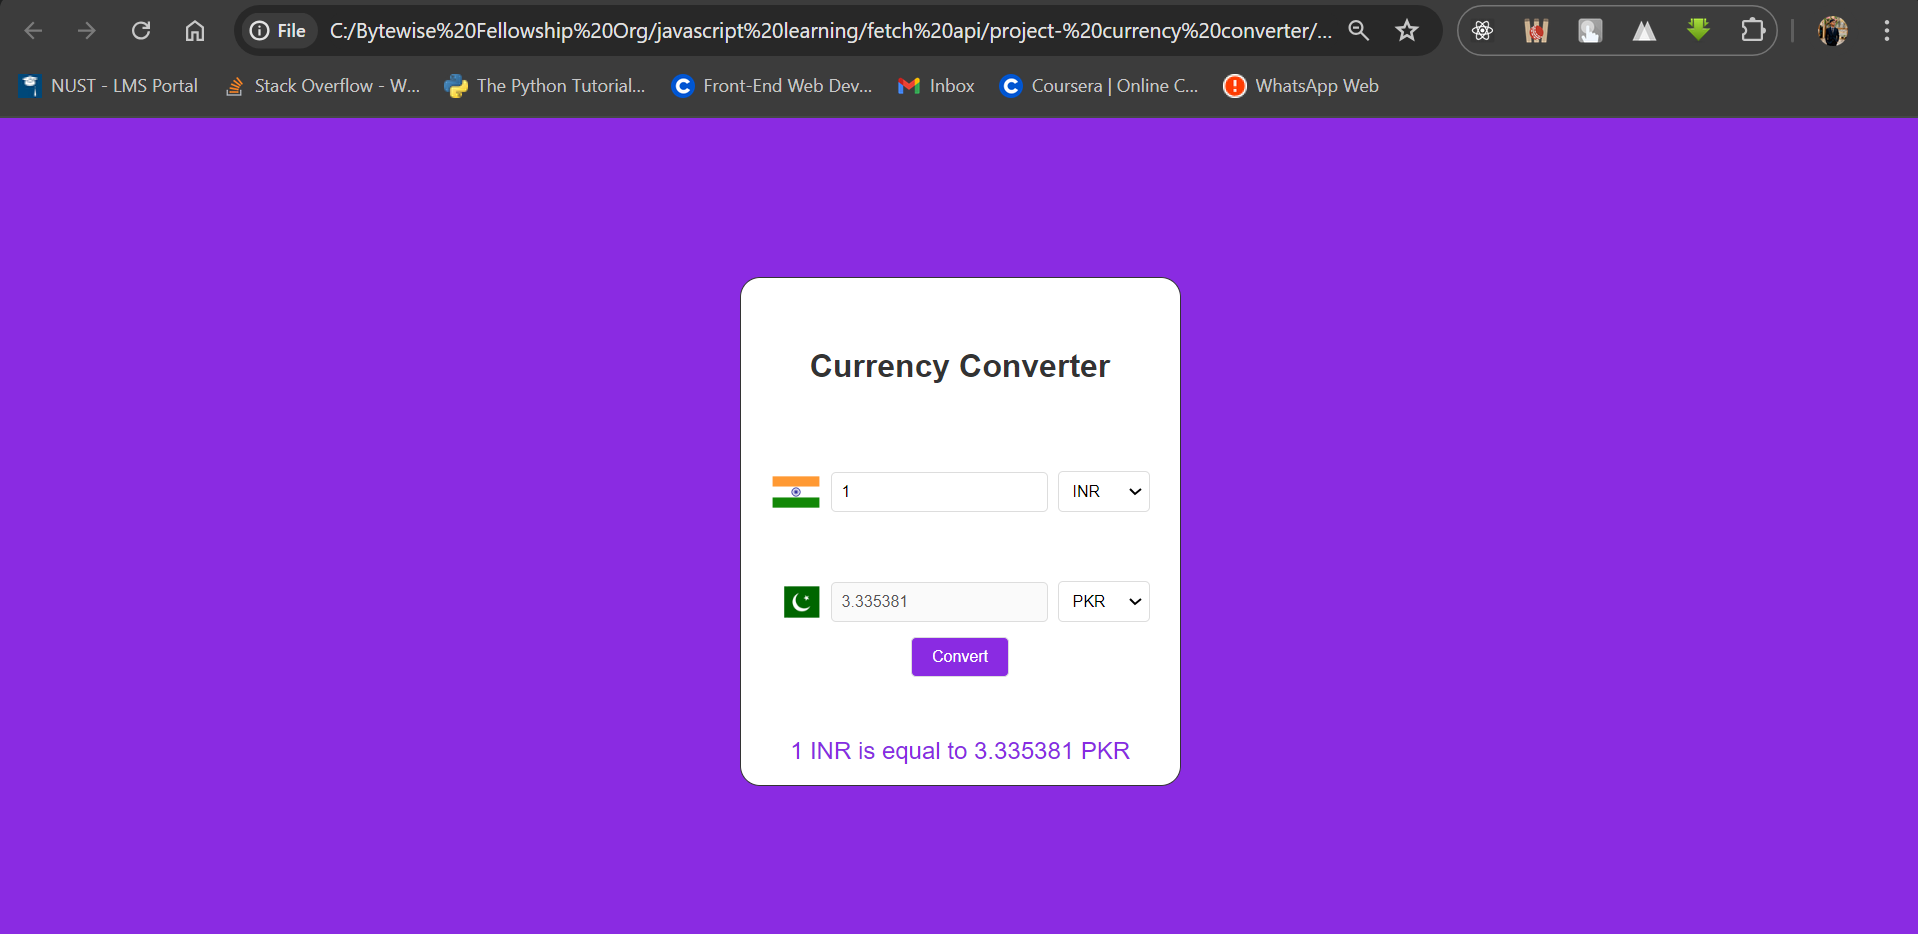 File C:/Bytewise%20Fellowship%20Org/javascript%20learning/fetch%20api/project-%20currency%20converter/...
NUST - LMS Portal Stack Overflow - W... The Python Tutorial... Front-End Web Dev... Inbox Coursera | Online C... WhatsApp Web
Currency Converter
1 INR
3.335381 PKR
Convert
1 INR is equal to 3.335381 PKR